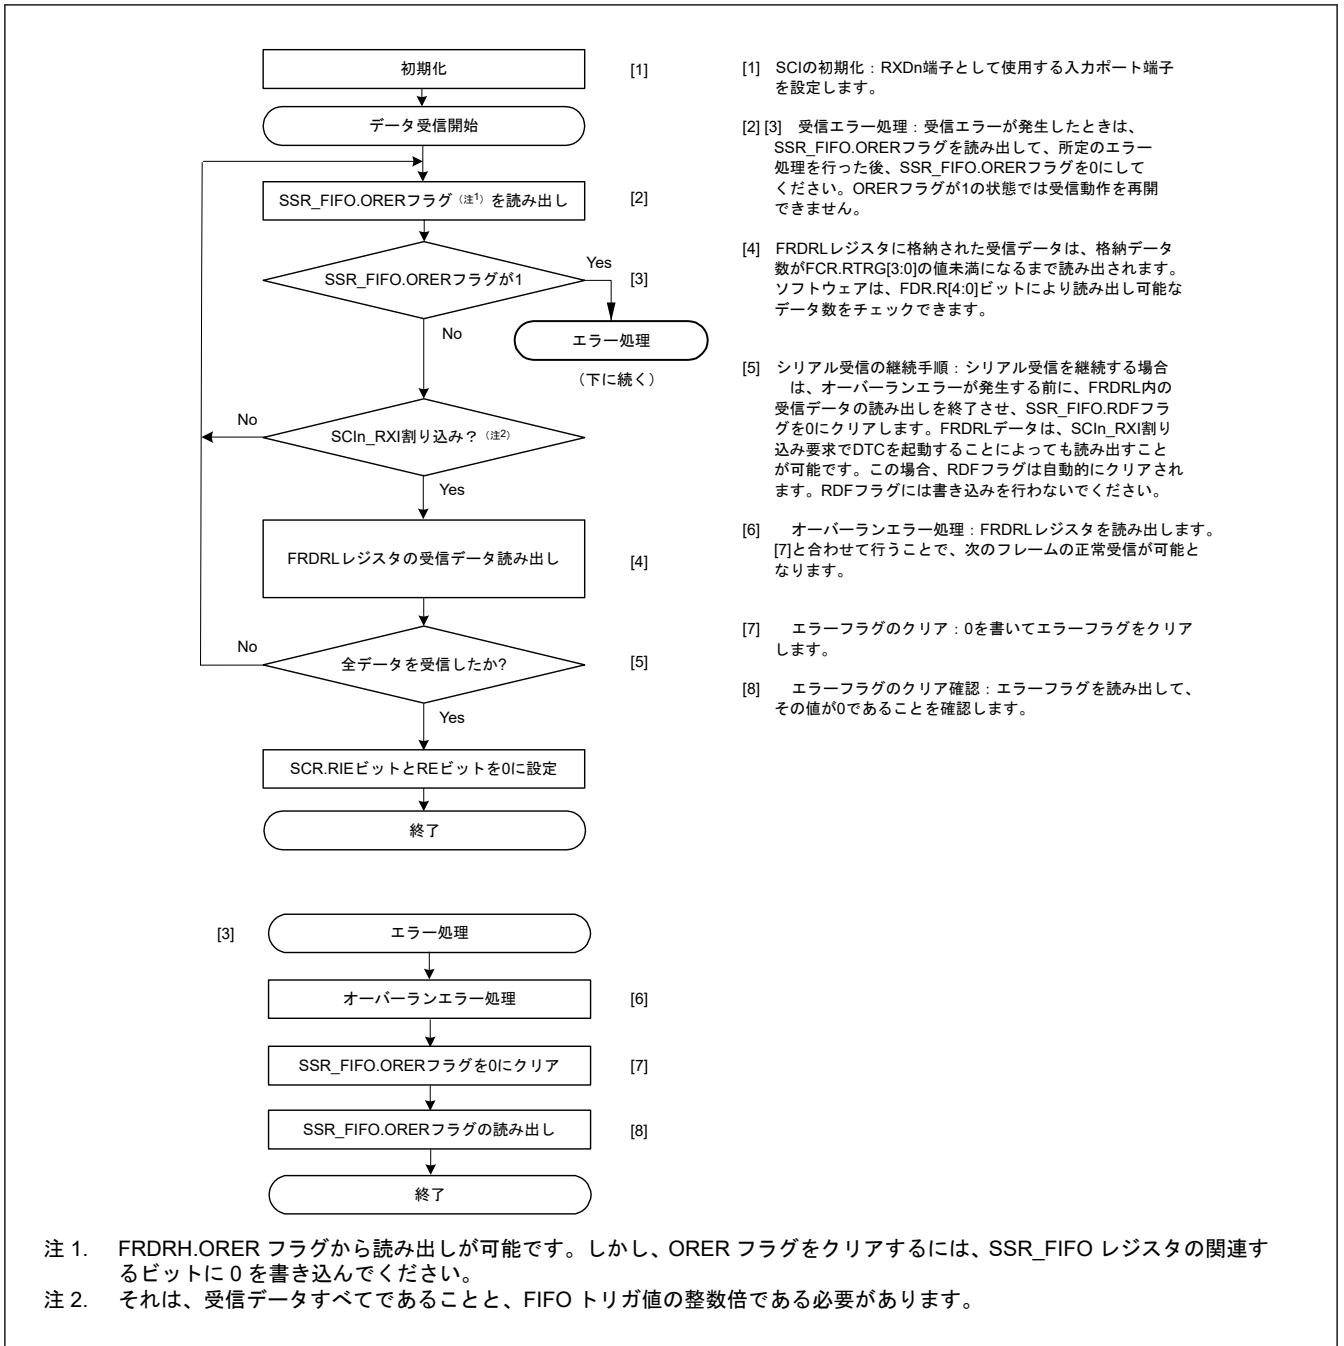 初期化
[1]
データ受信開始
SSR_FIFO.ORERフラグ（注1）を読み出し
[2]
SSR_FIFO.ORERフラグが1
Yes
[3]
No
エラー処理
（下に続く）
No
SCIn_RXI割り込み？（注2）
Yes
FRDRLレジスタの受信データ読み出し
[4]
No
全データを受信したか?
[5]
Yes
SCR.RIEビットとREビットを0に設定
終了
[1] SCIの初期化：RXDn端子として使用する入力ポート端子
を設定します。
[2] [3] 受信エラー処理：受信エラーが発生したときは、
SSR_FIFO.ORERフラグを読み出して、所定のエラー
処理を行った後、SSR_FIFO.ORERフラグを0にして
ください。ORERフラグが1の状態では受信動作を再開
できません。
[4] FRDRLレジスタに格納された受信データは、格納データ
数がFCR.RTRG[3:0]の値未満になるまで読み出されます。
ソフトウェアは、FDR.R[4:0]ビットにより読み出し可能な
データ数をチェックできます。
[5] シリアル受信の継続手順：シリアル受信を継続する場合
は、オーバーランエラーが発生する前に、FRDRL内の
受信データの読み出しを終了させ、SSR_FIFO.RDFフラ
グを0にクリアします。FRDRLデータは、SCIn_RXI割り
込み要求でDTCを起動することによっても読み出すこと
が可能です。この場合、RDFフラグは自動的にクリアされ
ます。RDFフラグには書き込みを行わないでください。
[6] オーバーランエラー処理：FRDRLレジスタを読み出します。
[7]と合わせて行うことで、次のフレームの正常受信が可能と
なります。
[7] エラーフラグのクリア：0を書いてエラーフラグをクリア
します。
[8] エラーフラグのクリア確認：エラーフラグを読み出して、
その値が0であることを確認します。
[3]
エラー処理
オーバーランエラー処理
[6]
SSR_FIFO.ORERフラグを0にクリア
[7]
SSR_FIFO.ORERフラグの読み出し
[8]
終了
注 1. FRDRH.ORER フラグから読み出しが可能です。しかし、ORER フラグをクリアするには、SSR_FIFO レジスタの関連す
るビットに 0 を書き込んでください。
注 2. それは、受信データすべてであることと、FIFO トリガ値の整数倍である必要があります。